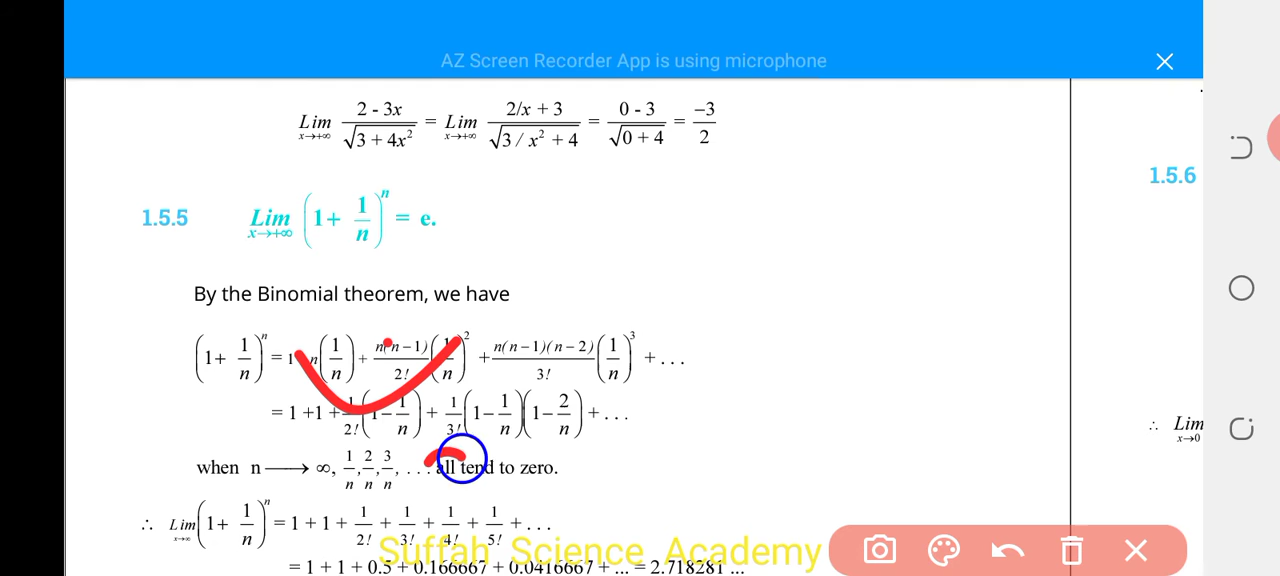 AZ Screen Recorder App is using microphone
Lim x→+∞ (2 - 3x)/√(3 + 4x²) = Lim x→+∞ (2/x + 3)/√(3 / x² + 4) = (0 - 3)/√(0 + 4) = −3/2
1.5.6
1.5.5 Lim x→+∞ (1+ 1/n)ⁿ = e.
By the Binomial theorem, we have
(1+ 1/n)ⁿ = 1 n(1/n) + n(n−1)/2! (1/n)² + n(n−1)(n−2)/3! (1/n)³ + . . .
= 1 +1 + 1/2! (1− 1/n) + 1/3! (1− 1/n)(1− 2/n) + . . .
∴ Lim x→0
when n ⟶ ∞, 1/n, 2/n, 3/n, . . . all tend to zero.
∴ Lim x→∞ (1+ 1/n)ⁿ = 1 + 1 + 1/2! + 1/3! + 1/4! + 1/5! + . . .
Suffah Science Academy
= 1 + 1 + 0.5 + 0.166667 + 0.0416667 + ... = 2.718281 ...